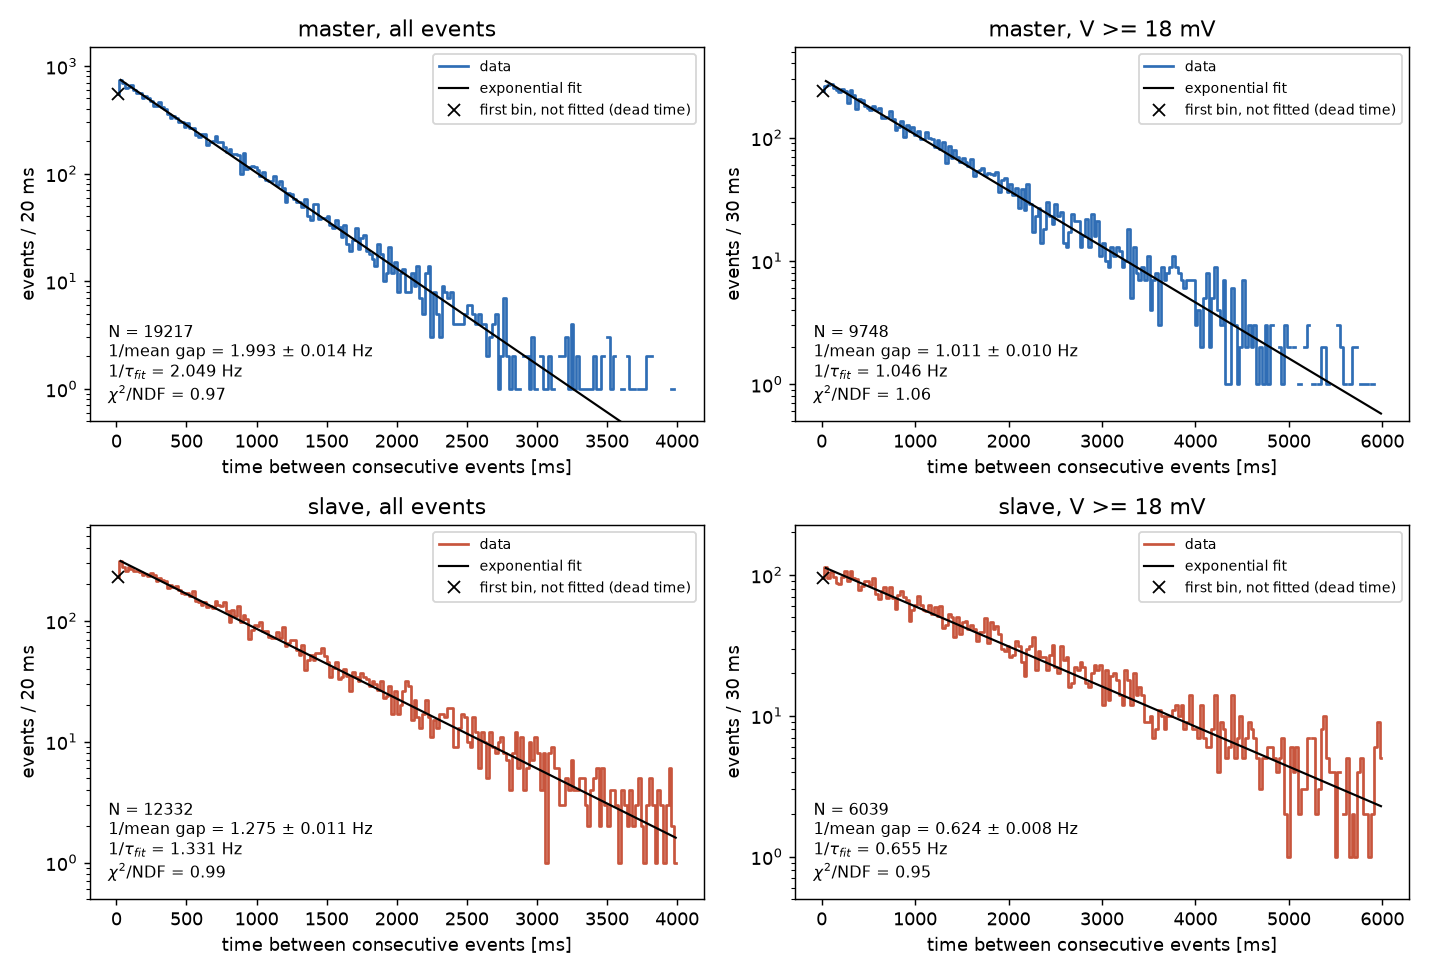 master, all events
10³
10²
10¹
10⁰
events / 20 ms
data
exponential fit
first bin, not fitted (dead time)
N = 19217
1/mean gap = 1.993 ± 0.014 Hz
1/τfit = 2.049 Hz
χ²/NDF = 0.97
0 500 1000 1500 2000 2500 3000 3500 4000
time between consecutive events [ms]
master, V >= 18 mV
10²
10¹
10⁰
events / 30 ms
data
exponential fit
first bin, not fitted (dead time)
N = 9748
1/mean gap = 1.011 ± 0.010 Hz
1/τfit = 1.046 Hz
χ²/NDF = 1.06
0 1000 2000 3000 4000 5000 6000
time between consecutive events [ms]
slave, all events
10²
10¹
10⁰
events / 20 ms
data
exponential fit
first bin, not fitted (dead time)
N = 12332
1/mean gap = 1.275 ± 0.011 Hz
1/τfit = 1.331 Hz
χ²/NDF = 0.99
0 500 1000 1500 2000 2500 3000 3500 4000
time between consecutive events [ms]
slave, V >= 18 mV
10²
10¹
10⁰
events / 30 ms
data
exponential fit
first bin, not fitted (dead time)
N = 6039
1/mean gap = 0.624 ± 0.008 Hz
1/τfit = 0.655 Hz
χ²/NDF = 0.95
0 1000 2000 3000 4000 5000 6000
time between consecutive events [ms]